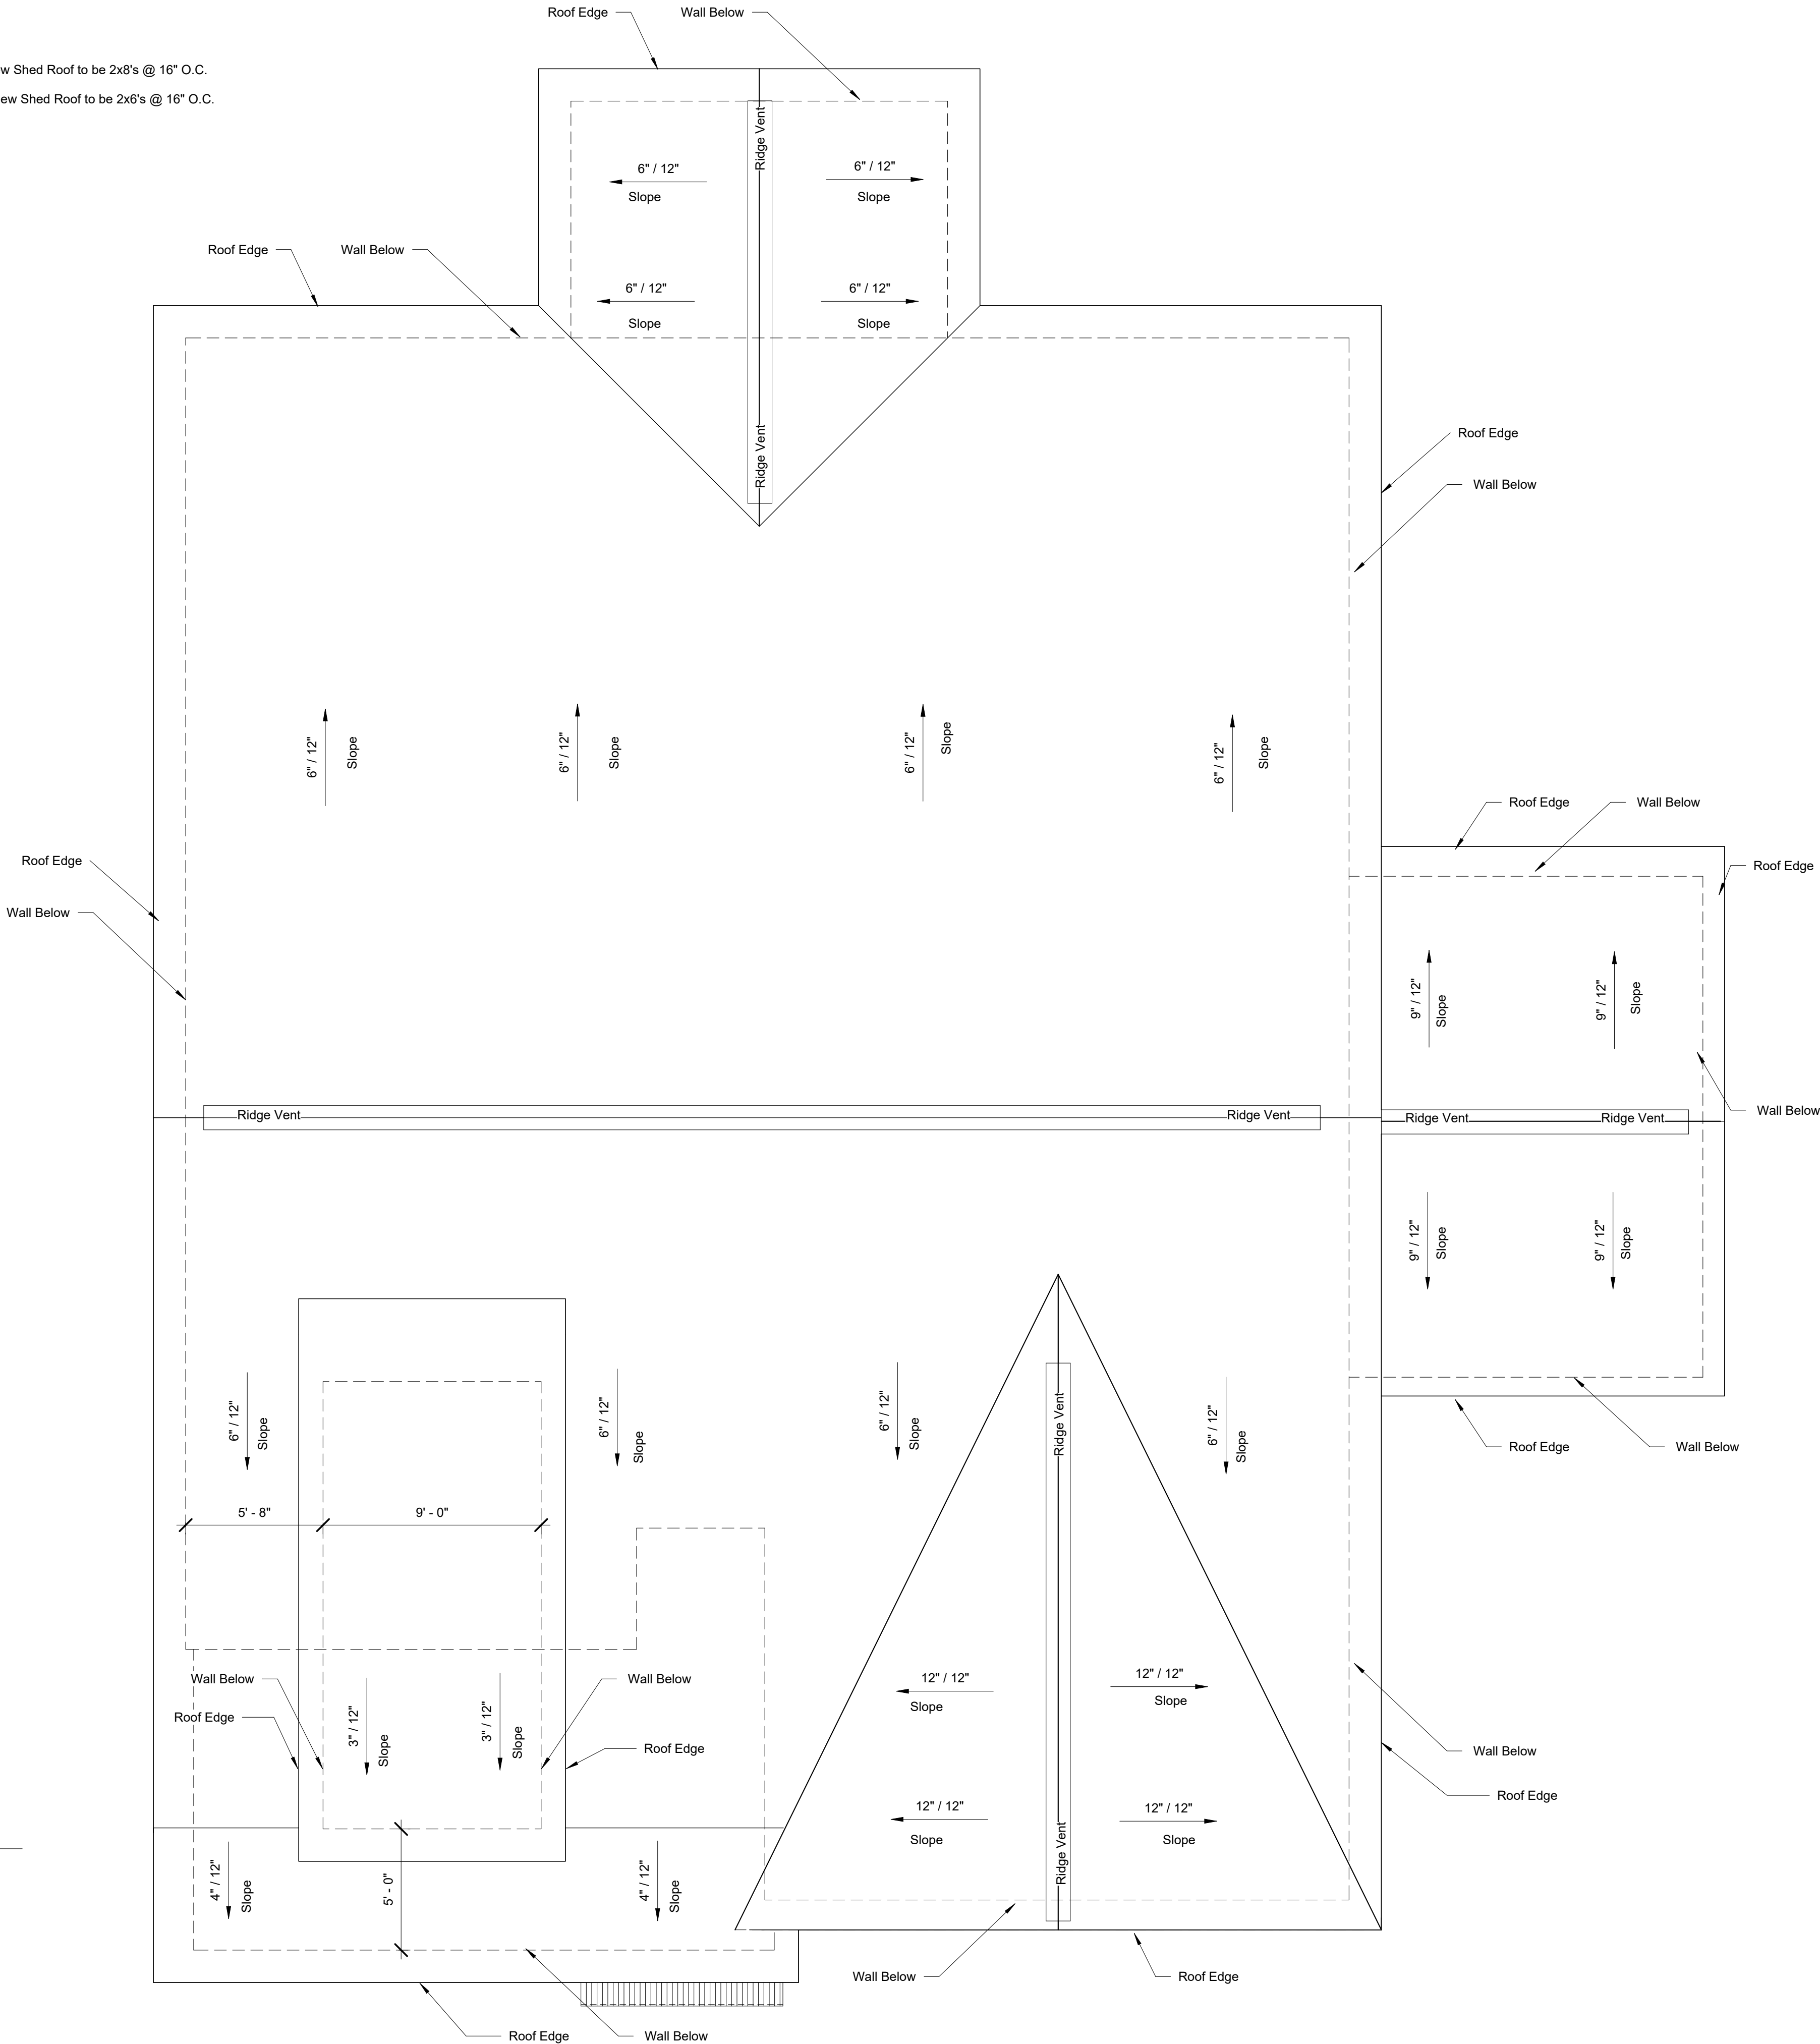 Roof Edge
Wall Below
w Shed Roof to be 2x8's @ 16" O.C.
ew Shed Roof to be 2x6's @ 16" O.C.
Ridge Vent
6" / 12"
Slope
6" / 12"
Slope
Roof Edge
Wall Below
6" / 12"
Slope
6" / 12"
Slope
Ridge Vent
Roof Edge
Wall Below
6" / 12"
Slope
6" / 12"
Slope
6" / 12"
Slope
6" / 12"
Slope
Roof Edge
Wall Below
Roof Edge
Roof Edge
Wall Below
9" / 12"
Slope
9" / 12"
Slope
Wall Below
Ridge Vent
Ridge Vent
Ridge Vent
Ridge Vent
9" / 12"
Slope
9" / 12"
Slope
6" / 12"
Slope
6" / 12"
Slope
6" / 12"
Slope
Ridge Vent
6" / 12"
Slope
Roof Edge
Wall Below
5' - 8"
9' - 0"
Wall Below
Wall Below
Roof Edge
Roof Edge
3" / 12"
Slope
3" / 12"
Slope
12" / 12"
Slope
12" / 12"
Slope
Wall Below
Roof Edge
12" / 12"
Slope
12" / 12"
Slope
Ridge Vent
4" / 12"
Slope
5' - 0"
4" / 12"
Slope
Wall Below
Roof Edge
Roof Edge
Wall Below